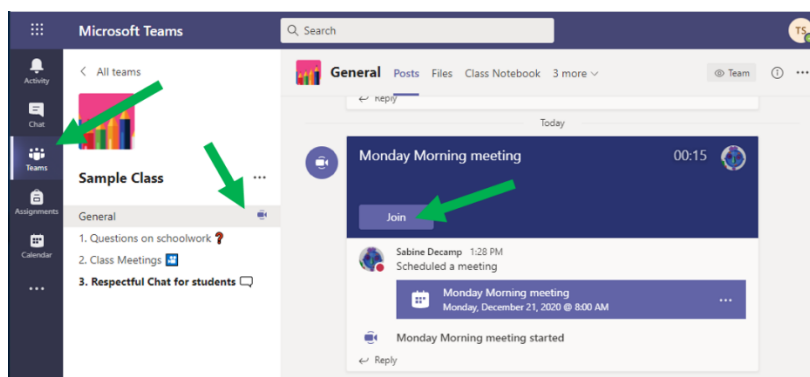 Microsoft Teams
Search
TS
Activity
Chat
Teams
Assignments
Calendar
All teams
Sample Class
General
1. Questions on schoolwork ❓
2. Class Meetings
3. Respectful Chat for students
General Posts Files Class Notebook 3 more
Team
Reply
Today
Monday Morning meeting 00:15
Join
Sabine Decamp 1:28 PM
Scheduled a meeting
Monday Morning meeting
Monday, December 21, 2020 @ 8:00 AM
Monday Morning meeting started
Reply